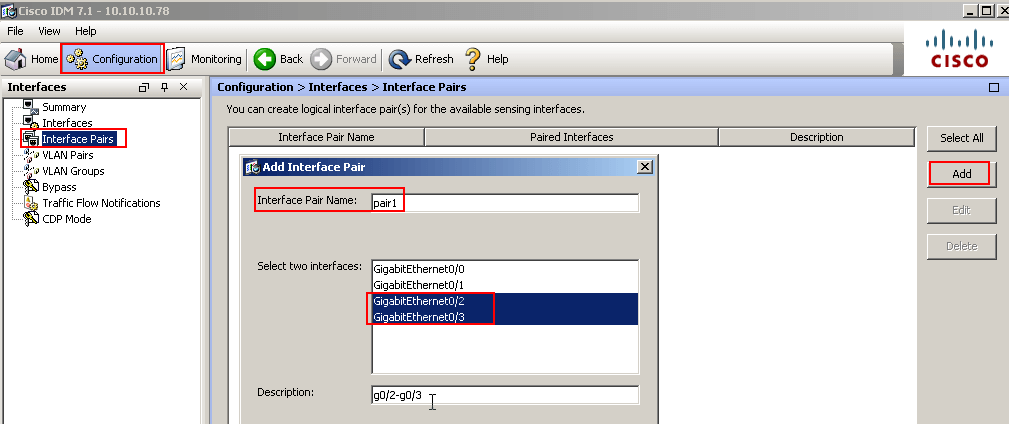 Cisco IDM 7.1 - 10.10.10.78
File View Help
Home Configuration Monitoring Back Forward Refresh Help
CISCO
Interfaces
Summary
Interfaces
Interface Pairs
VLAN Pairs
VLAN Groups
Bypass
Traffic Flow Notifications
CDP Mode
Configuration > Interfaces > Interface Pairs
You can create logical interface pair(s) for the available sensing interfaces.
Interface Pair Name Paired Interfaces Description
Select All
Add
Edit
Delete
Add Interface Pair
Interface Pair Name: pair1
Select two interfaces:
GigabitEthernet0/0
GigabitEthernet0/1
GigabitEthernet0/2
GigabitEthernet0/3
Description: g0/2-g0/3